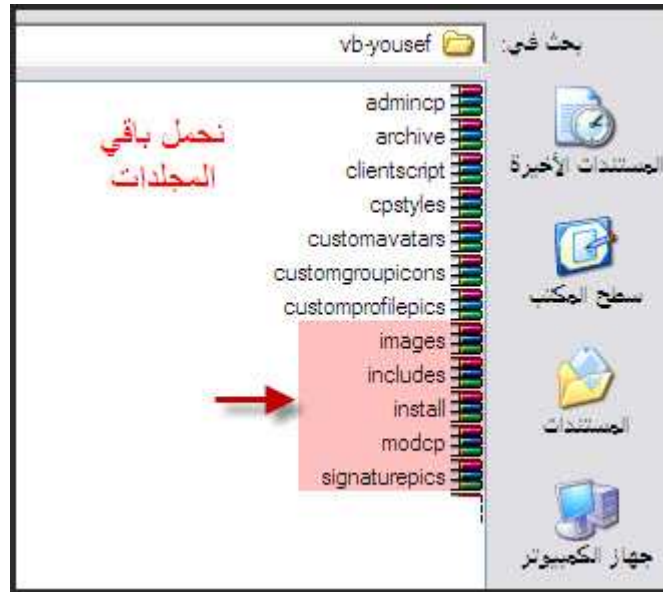 بحث في:
vb-yousef
نحمل باقي
المجلدات
admincp
archive
clientscript
cpstyles
customavatars
customgroupicons
customprofilepics
images
includes
install
modcp
signaturepics
المستندات الأخيرة
سطح المكتب
المستندات
جهاز الكمبيوتر